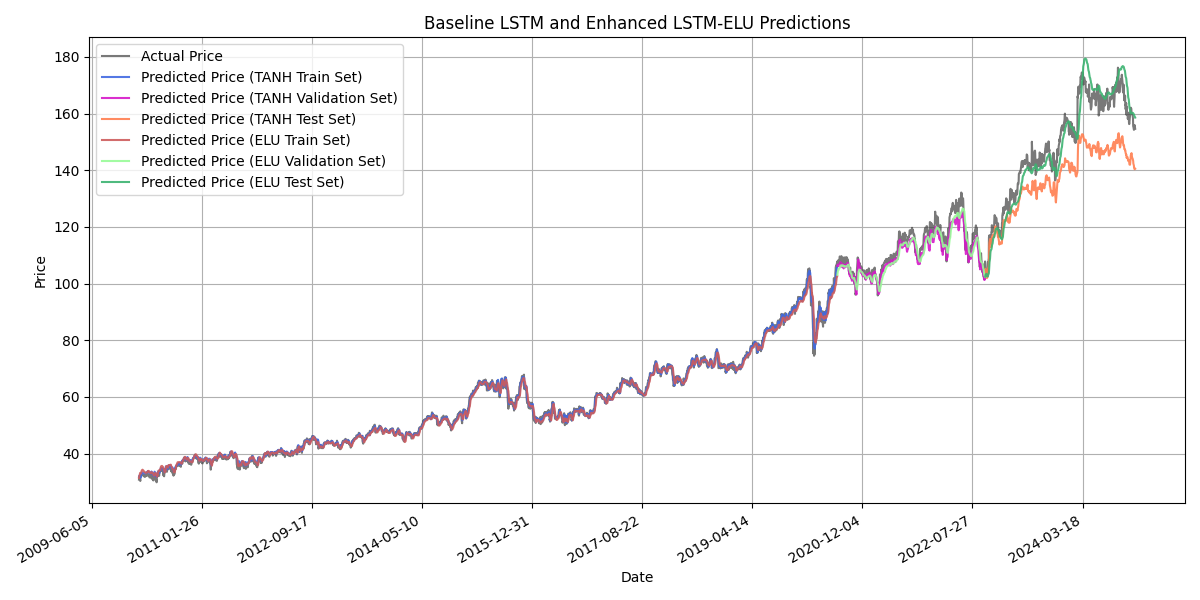 Baseline LSTM and Enhanced LSTM-ELU Predictions
Actual Price
Predicted Price (TANH Train Set)
Predicted Price (TANH Validation Set)
Predicted Price (TANH Test Set)
Predicted Price (ELU Train Set)
Predicted Price (ELU Validation Set)
Predicted Price (ELU Test Set)
180
160
140
120
100
80
60
40
Price
2009-06-05
2011-01-26
2012-09-17
2014-05-10
2015-12-31
2017-08-22
2019-04-14
2020-12-04
2022-07-27
2024-03-18
Date